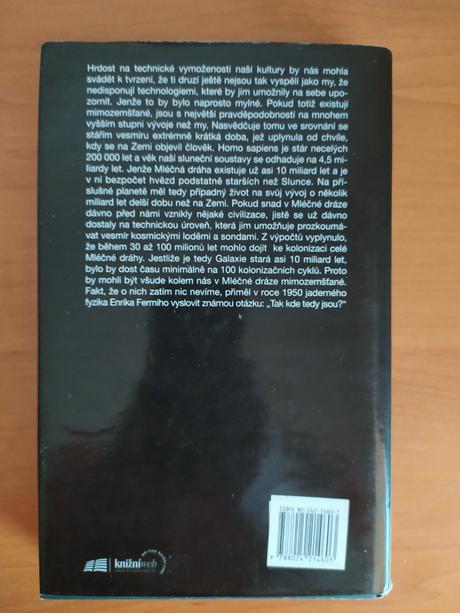 Hrdost na technické vymoženosti naší kultury by nás mohla
svádět k tvrzení, že ti druzí ještě nejsou tak vyspělí jako my, že
nedisponují technologiemi, které by jim umožnily na sebe upo-
zornit. Jenže to by bylo naprosto mylné. Pokud totiž existují
mimozemšťané, jsou s největší pravděpodobností na mnohem
vyšším stupni vývoje než my. Nasvědčuje tomu ve srovnání se
stářím vesmíru extrémně krátká doba, jež uplynula od chvíle,
kdy se na Zemi objevil člověk. Homo sapiens je stár necelých
200 000 let a věk naší sluneční soustavy se odhaduje na 4,5 mi-
liardy let. Jenže Mléčná dráha existuje už asi 10 miliard let a je
v ní bezpočet hvězd podstatně starších než Slunce. Na pří-
slušné planetě měl tedy případný život na svůj vývoj o několik
miliard let delší dobu než na Zemi. Pokud snad v Mléčné dráze
dávno před námi vznikly nějaké civilizace, jistě se už dávno
dostaly na technickou úroveň, která jim umožňuje prozkoumá-
vat vesmír kosmickými loděmi a sondami. Z výpočtů vyplynulo,
že během 30 až 100 milionů let mohlo dojít ke kolonizaci celé
Mléčné dráhy. Jestliže je tedy Galaxie stará asi 10 miliard let,
bylo by dost času minimálně na 100 kolonizačních cyklů. Proto
by mohli být všude kolem nás v Mléčné dráze mimozemšťané.
Fakt, že o nich zatím nic nevíme, přiměl v roce 1950 jaderného
fyzika Enrika Fermiho vyslovit známou otázku: „Tak kde tedy jsou?“
ISBN 80-242-1460-1
9 788024 214603
knižníweb